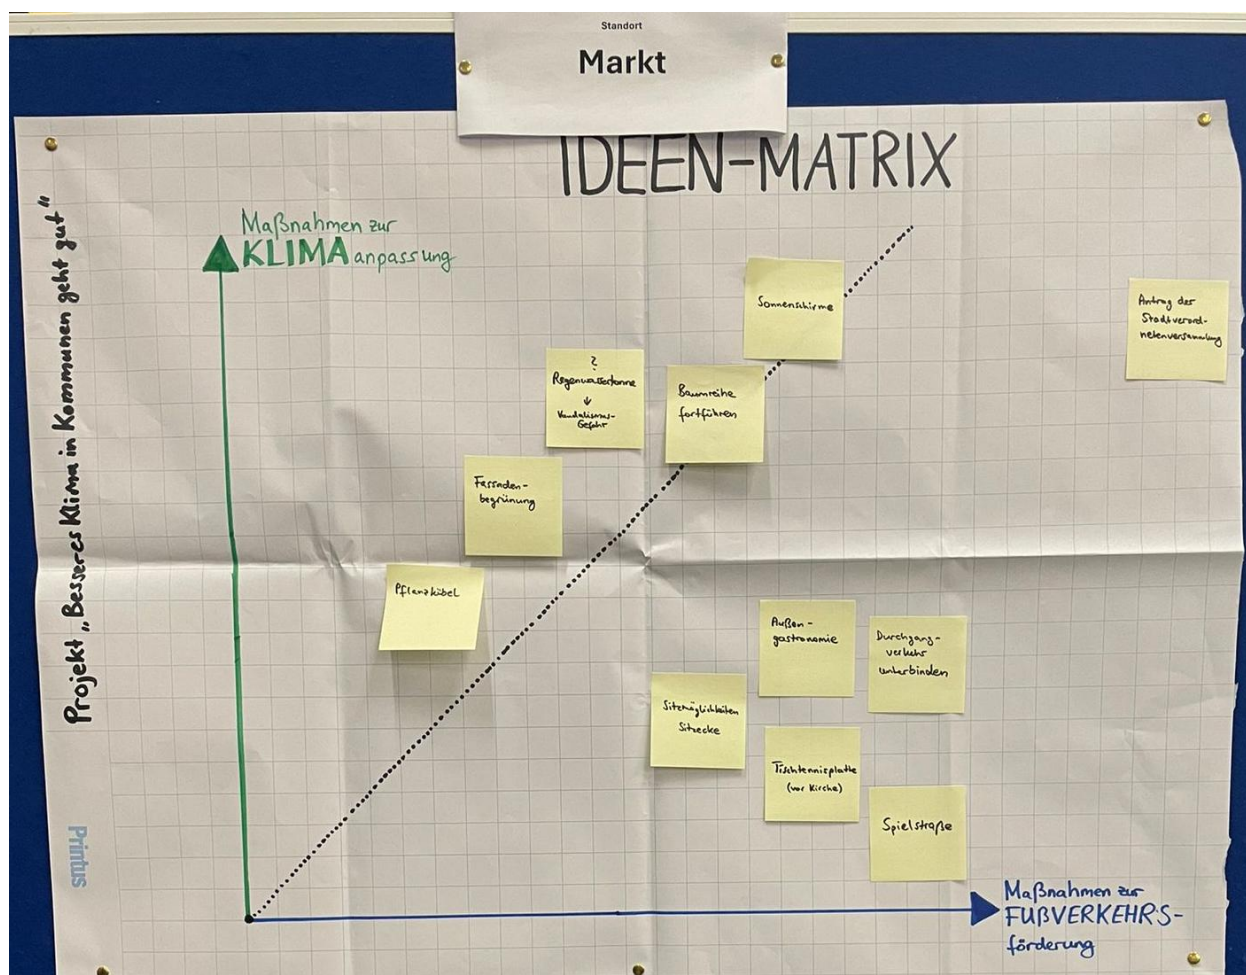 Standort
Markt
IDEEN-MATRIX
Projekt „Besseres Klima in Kommunen geht gut"
Maßnahmen zur
KLIMAanpassung
Sonnenschirme
Antrag der
Stadtverord-
netenversammlung
?
Regenwassertonne
↓
Vandalismus-
Gefahr
Baumreihe
fortführen
Fassaden-
begrünung
Pflanzkübel
Außen-
gastronomie
Durchgang-
verkehr
unterbinden
Sitzmöglichkeiten
Sitzecke
Tischtennisplatte
(vor Kirche)
Spielstraße
Printus
Maßnahmen zur
FUßVERKEHRS-
förderung